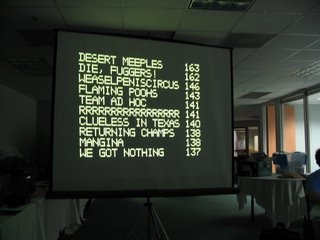 DESERT MEEPLES 163
DIE, FUGGERS! 162
WEASELPENISCIRCUS 146
FLAMING POOHS 143
TEAM AD HOC 141
RRRRRRRRRRRRRRRRR 141
CLUELESS IN TEXAS 140
RETURNING CHAMPS 138
MANGINA 138
WE GOT NOTHING 137